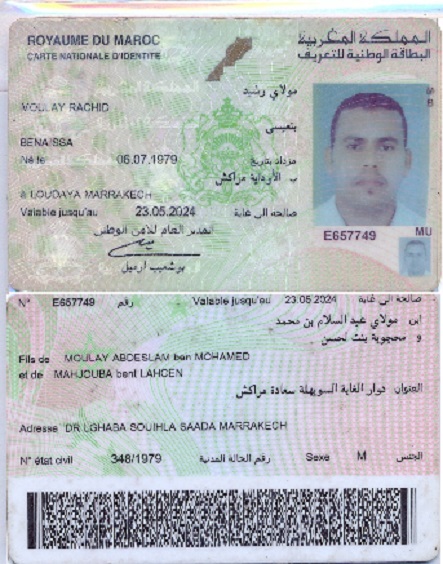 ROYAUME DU MAROC
المملكة المغربية
CARTE NATIONALE D'IDENTITE
البطاقة الوطنية للتعريف
مولاي رشيد
MOULAY RACHID
بنعيسى
BENAISSA
Né le 06.07.1979 مزداد بتاريخ
بـ الأوداية مراكش
à LOUDAYA MARRAKECH
Valable jusqu'au 23.05.2024 صالحة الى غاية
المدير العام للأمن الوطني
بوشعيب ارميل
E657749
MU
N° E657749 رقم Valable jusqu'au 23.05.2024 صالحة الى غاية
ابن مولاي عبد السلام بن محمد
و محجوبة بنت لحسن
Fils de MOULAY ABDESLAM ben MOHAMED
et de MAHJOUBA bent LAHCEN
العنوان دوار الغابة السويهلة سعادة مراكش
Adresse DR LGHABA SOUIHLA SAADA MARRAKECH
N° état civil 348/1979 رقم الحالة المدنية Sexe M الجنس